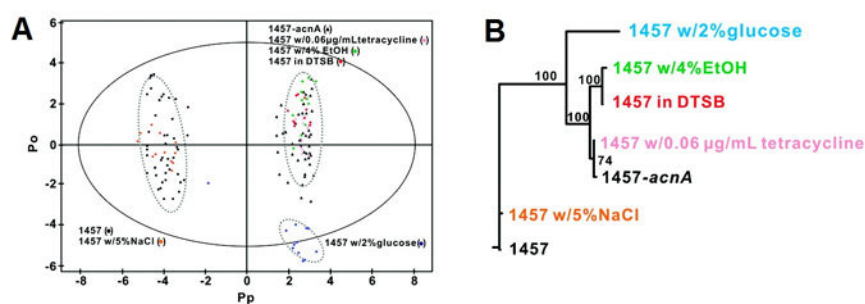 A
1457-acnA (•)
1457 w/0.06μg/mLtetracycline (•)
1457 w/4% EtOH (•)
1457 in DTSB (•)
6
4
2
0
-2
-4
-6
Po
1457 (•)
1457 w/5%NaCl (•)
1457 w/2%glucose (•)
-8
-6
-4
-2
0
2
4
6
8
Pp
B
1457 w/2%glucose
100
100
1457 w/4%EtOH
1457 in DTSB
100
1457 w/0.06 μg/mL tetracycline
74
1457-acnA
1457 w/5%NaCl
1457